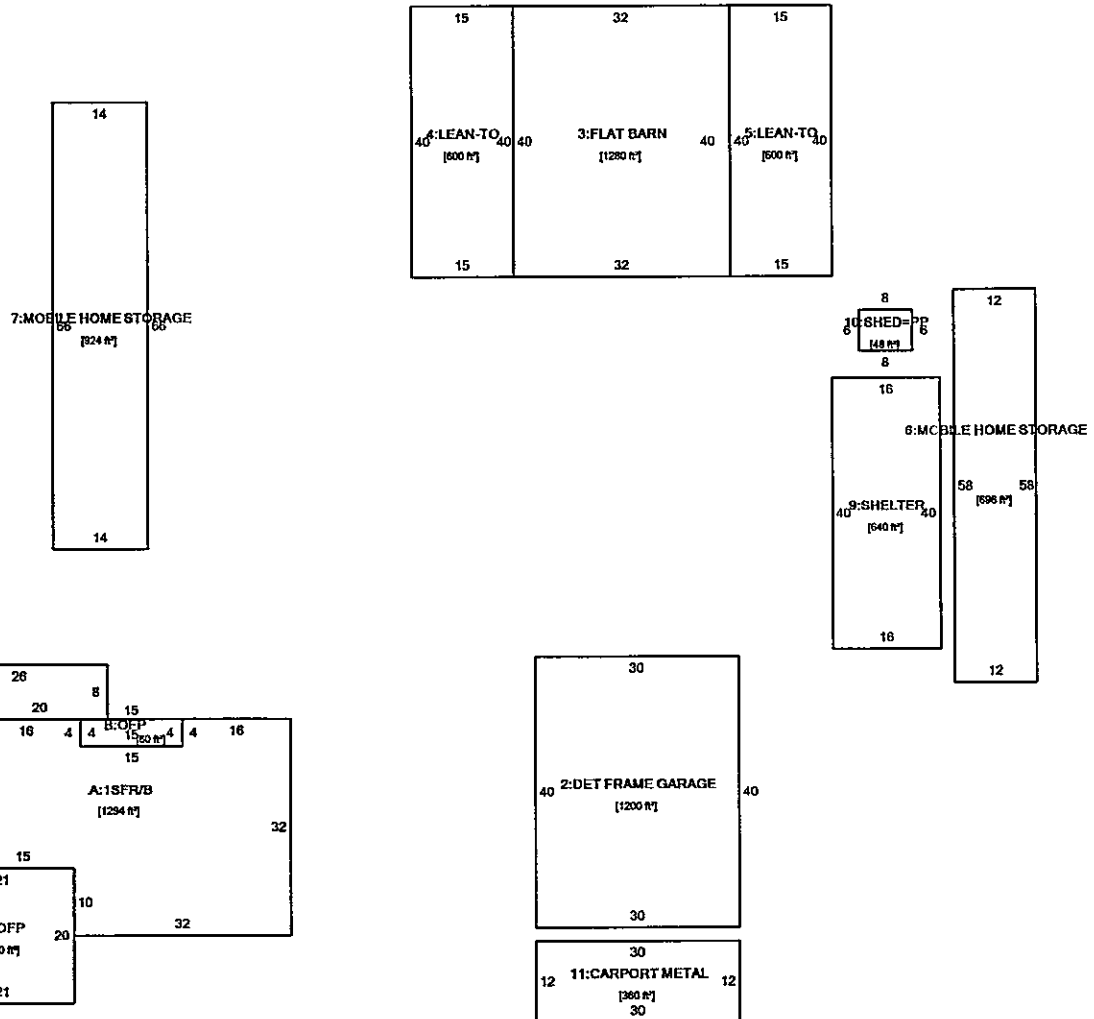 15 32 15
4:LEAN-TO 3:FLAT BARN 5:LEAN-TO
40 40 40 40 40 40
[600 ft²] [1280 ft²] [600 ft²]
15 32 15
14
7:MOBILE HOME STORAGE
66 66
[924 ft²]
14
8
10:SHED=PP
6 6
[48 ft²]
8
12
6:MOBILE HOME STORAGE
58 58
[696 ft²]
12
16
9:SHELTER
40 40
[640 ft²]
16
26
8
20 15
16 4 4 B:OFP 15 4 4 16
[60 ft²]
15
A:1SFR/B
[1294 ft²]
32
15
21
10
OFP
20
0 ft²]
32
21
30
2:DET FRAME GARAGE
40 40
[1200 ft²]
30
30
11:CARPORT METAL
12 12
[360 ft²]
30